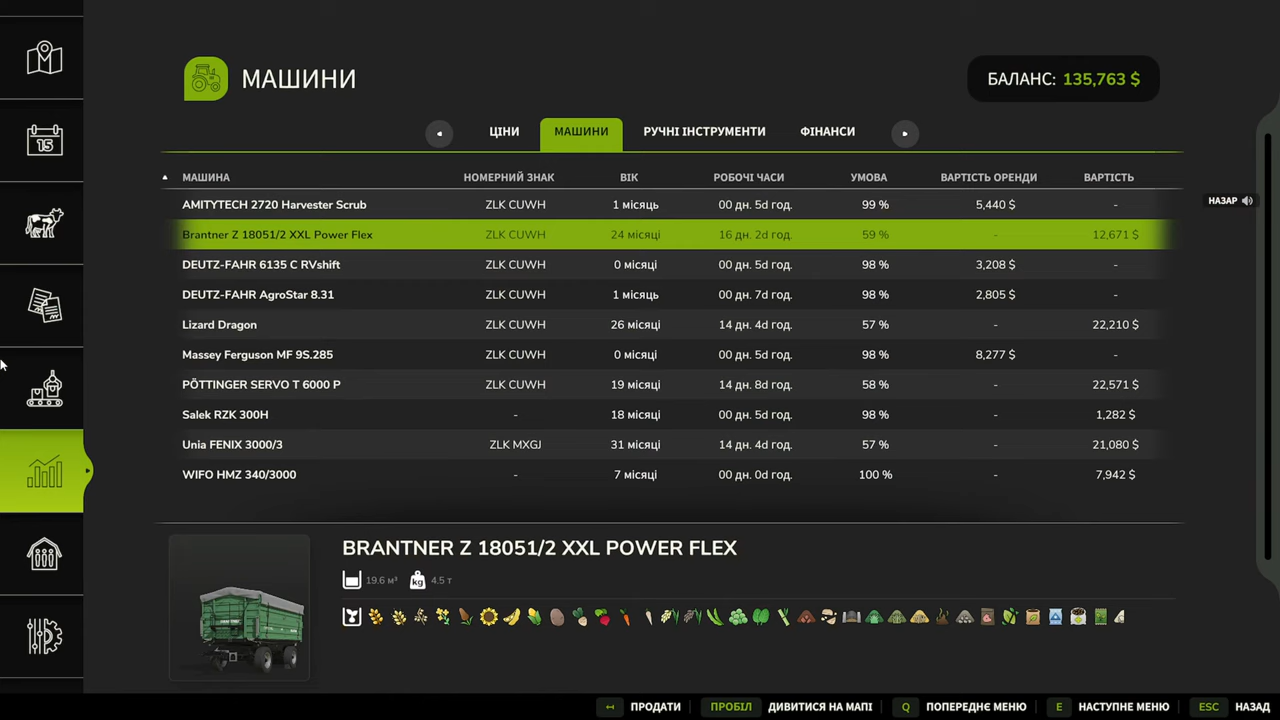 МАШИНИ
БАЛАНС: 135,763 $
ЦІНИ МАШИНИ РУЧНІ ІНСТРУМЕНТИ ФІНАНСИ
МАШИНА НОМЕРНИЙ ЗНАК ВІК РОБОЧІ ЧАСИ УМОВА ВАРТІСТЬ ОРЕНДИ ВАРТІСТЬ
AMITYTECH 2720 Harvester Scrub ZLK CUWH 1 місяць 00 дн. 5d год. 99 % 5,440 $ -
НАЗАР
Brantner Z 18051/2 XXL Power Flex ZLK CUWH 24 місяці 16 дн. 2d год. 59 % - 12,671 $
DEUTZ-FAHR 6135 C RVshift ZLK CUWH 0 місяці 00 дн. 5d год. 98 % 3,208 $ -
DEUTZ-FAHR AgroStar 8.31 ZLK CUWH 1 місяць 00 дн. 7d год. 98 % 2,805 $ -
Lizard Dragon ZLK CUWH 26 місяці 14 дн. 4d год. 57 % - 22,210 $
Massey Ferguson MF 9S.285 ZLK CUWH 0 місяці 00 дн. 5d год. 98 % 8,277 $ -
PÖTTINGER SERVO T 6000 P ZLK CUWH 19 місяці 14 дн. 8d год. 58 % - 22,571 $
Salek RZK 300H - 18 місяці 00 дн. 5d год. 98 % - 1,282 $
Unia FENIX 3000/3 ZLK MXGJ 31 місяці 14 дн. 4d год. 57 % - 21,080 $
WIFO HMZ 340/3000 - 7 місяці 00 дн. 0d год. 100 % - 7,942 $
BRANTNER Z 18051/2 XXL POWER FLEX
19.6 м³ kg 4.5 т
ПРОДАТИ ПРОБІЛ ДИВИТИСЯ НА МАПІ Q ПОПЕРЕДНЄ МЕНЮ E НАСТУПНЕ МЕНЮ ESC НАЗАД